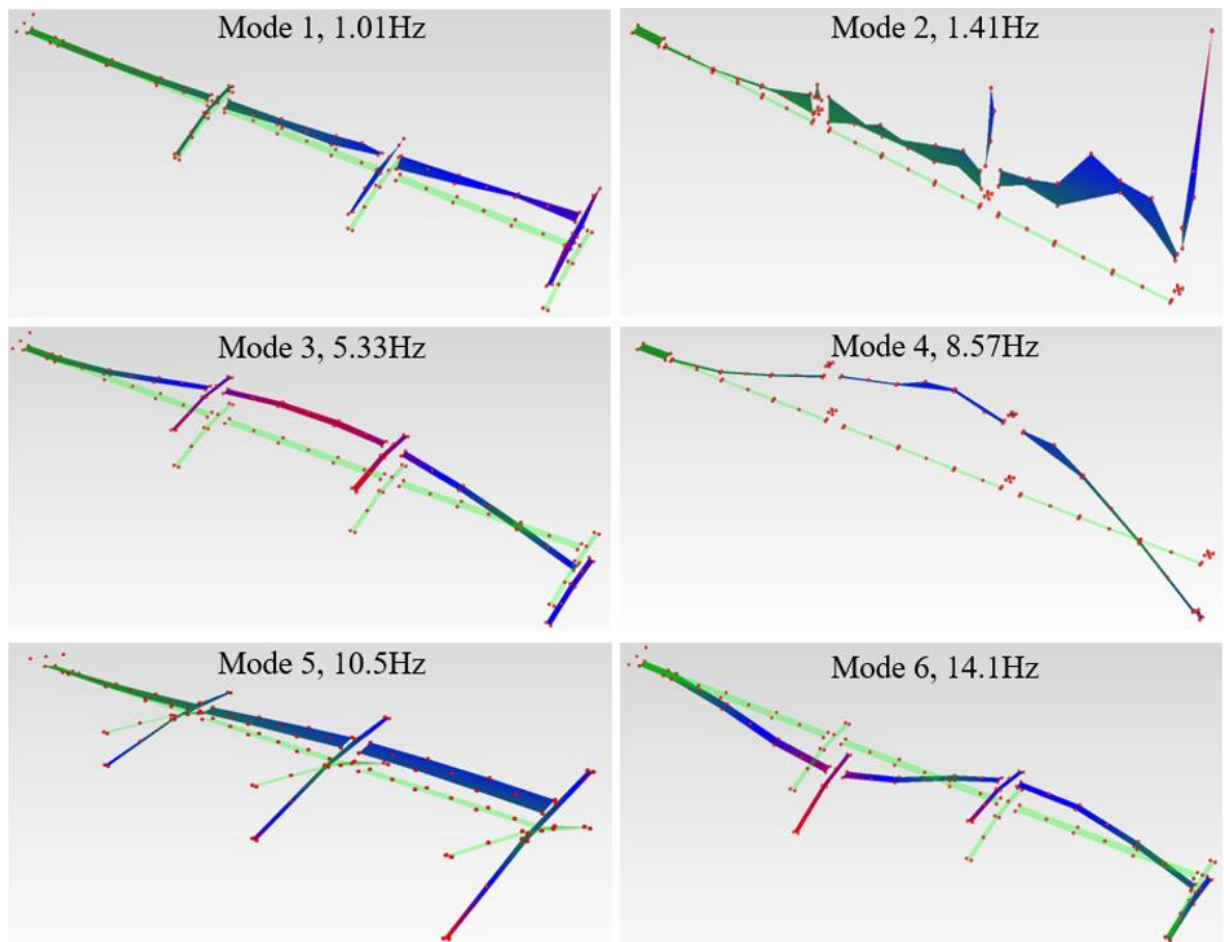 Mode 1, 1.01Hz
Mode 2, 1.41Hz
Mode 3, 5.33Hz
Mode 4, 8.57Hz
Mode 5, 10.5Hz
Mode 6, 14.1Hz